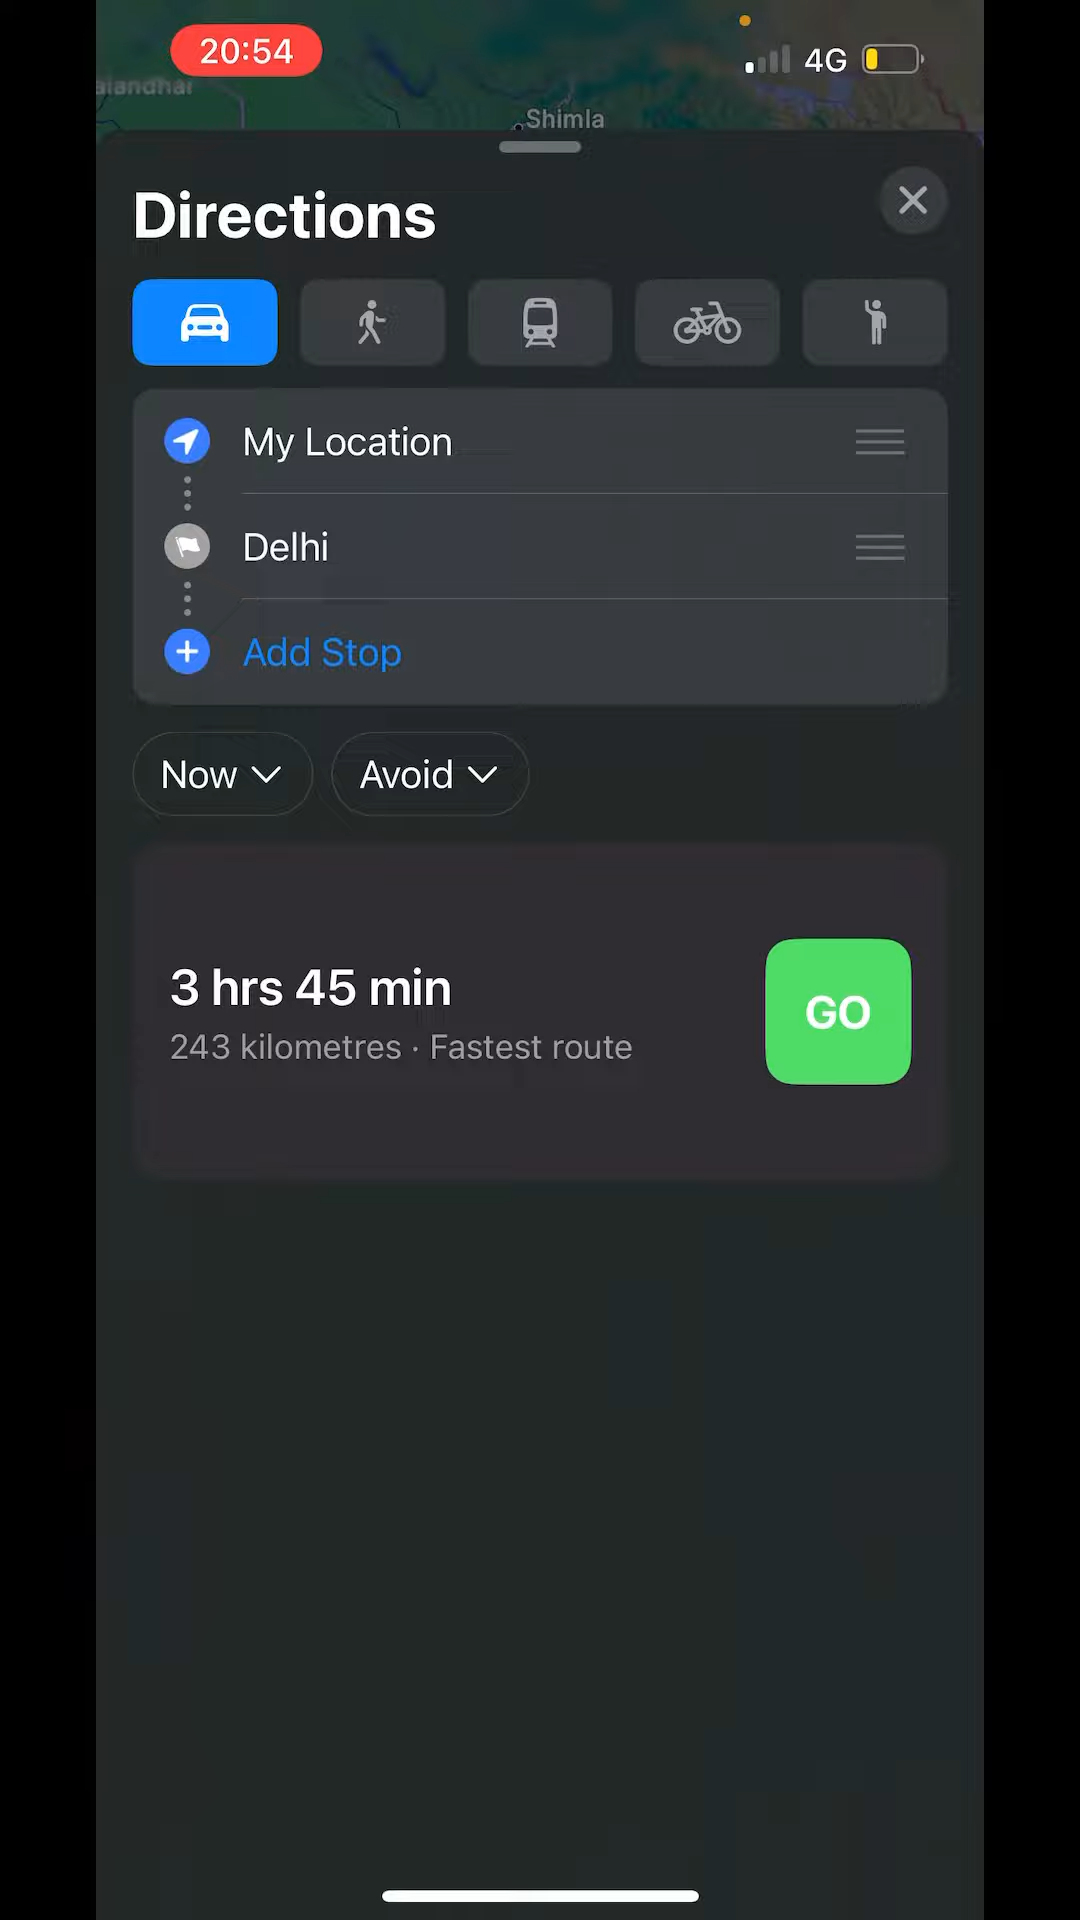 20:54
4G
Shimla
Directions
My Location
Delhi
Add Stop
Now
Avoid
3 hrs 45 min
243 kilometres · Fastest route
GO